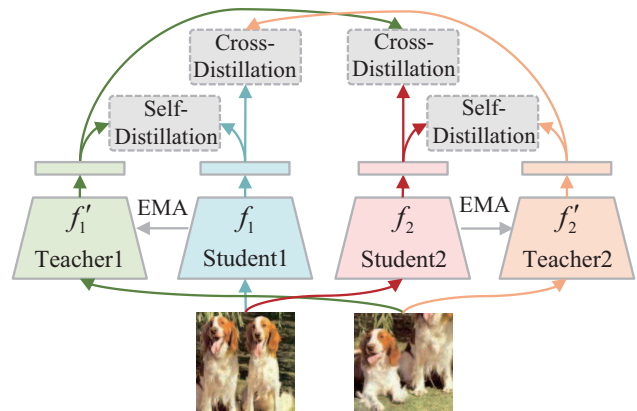 Cross-
Distillation
Cross-
Distillation
Self-
Distillation
Self-
Distillation
f′₁
EMA
f₁
f₂
EMA
f′₂
Teacher1
Student1
Student2
Teacher2